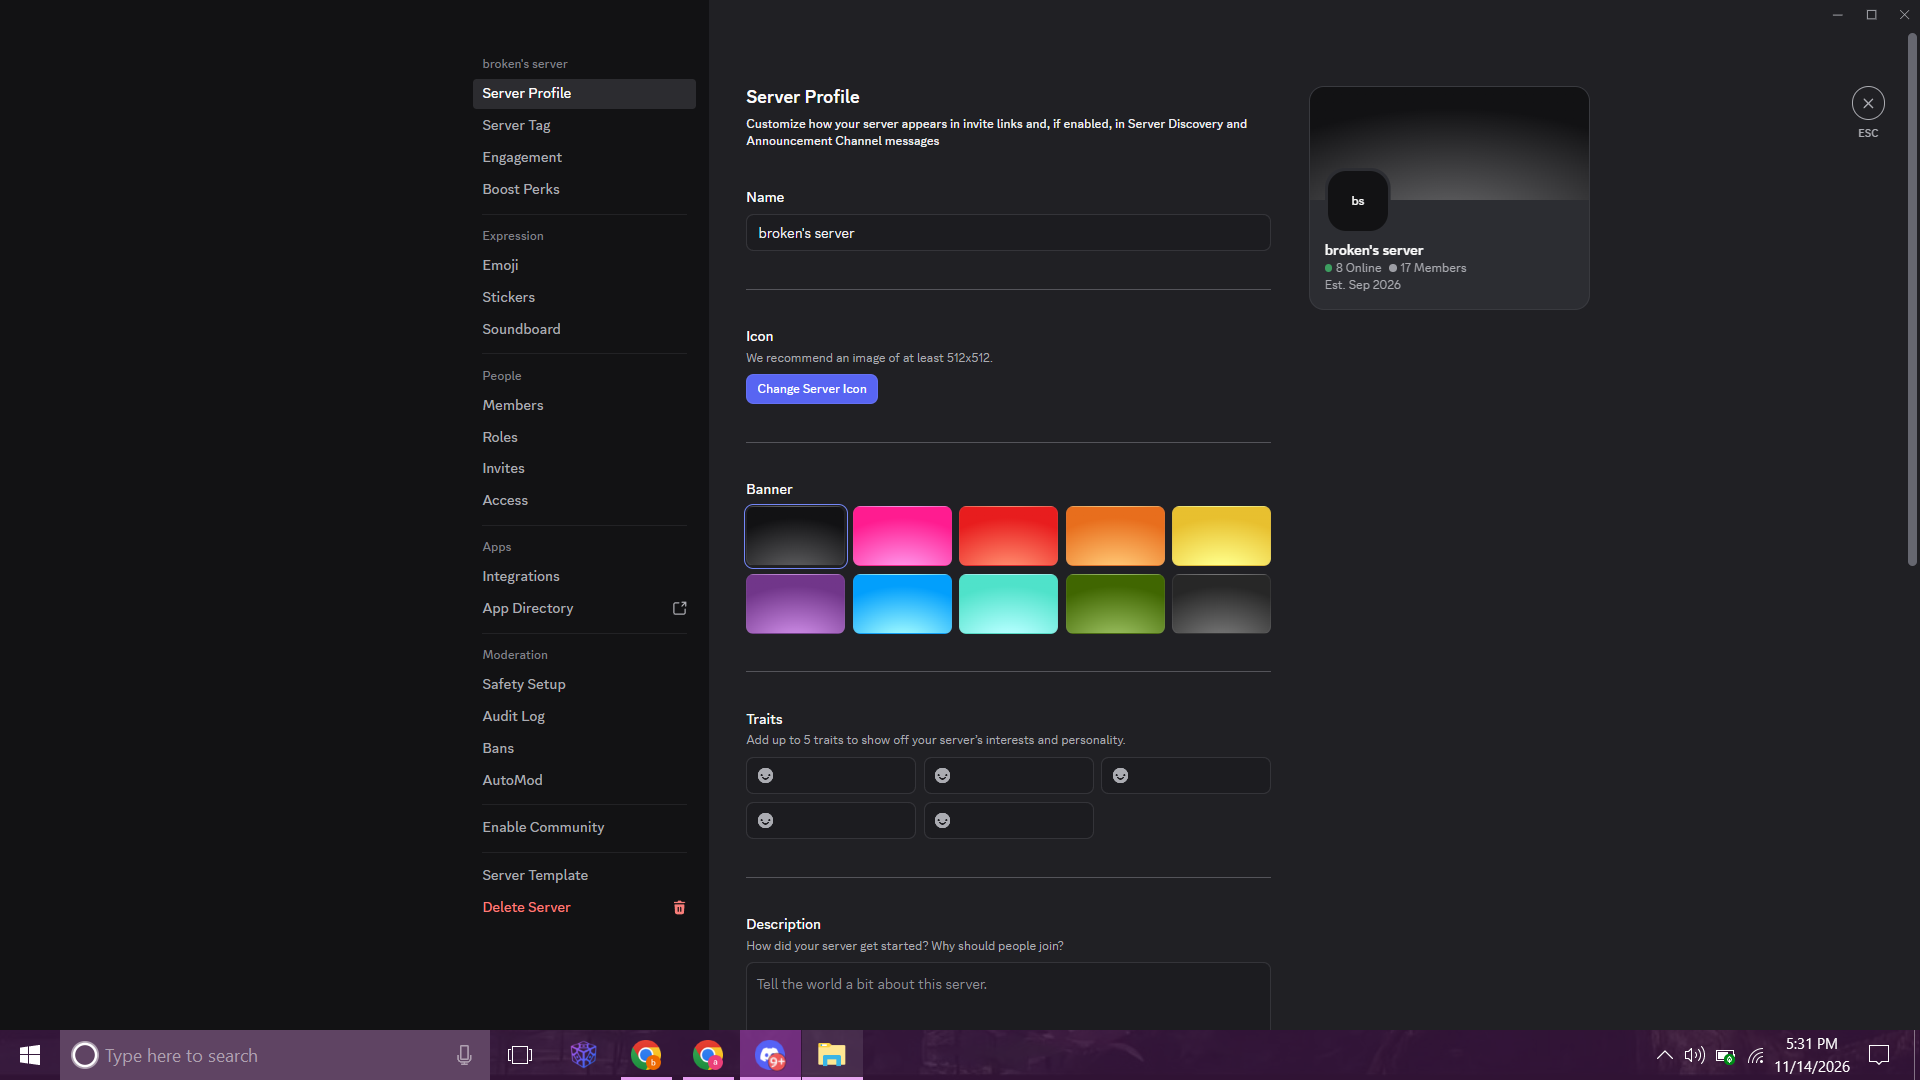 broken's server
Server Profile
Server Tag
Engagement
Boost Perks
Expression
Emoji
Stickers
Soundboard
People
Members
Roles
Invites
Access
Apps
Integrations
App Directory
Moderation
Safety Setup
Audit Log
Bans
AutoMod
Enable Community
Server Template
Delete Server
Server Profile
Customize how your server appears in invite links and, if enabled, in Server Discovery and
Announcement Channel messages
Name
broken's server
Icon
We recommend an image of at least 512x512.
Change Server Icon
Banner
Traits
Add up to 5 traits to show off your server's interests and personality.
Description
How did your server get started? Why should people join?
Tell the world a bit about this server.
bs
broken's server
8 Online 17 Members
Est. Sep 2026
ESC
Type here to search
b
a
9+
5:31 PM
11/14/2026